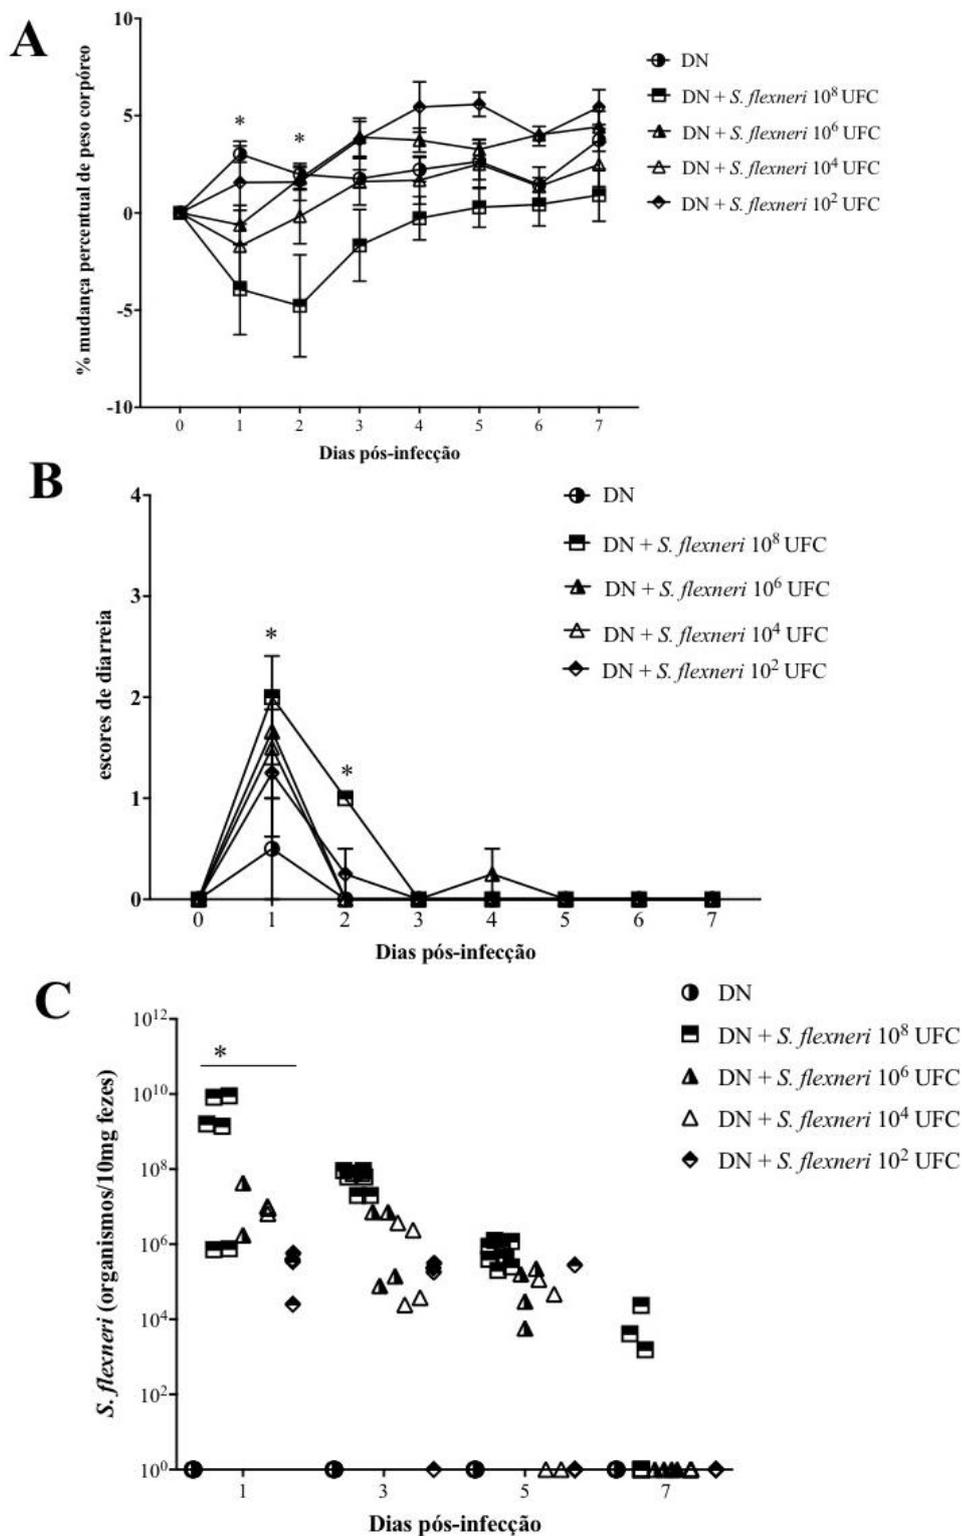 A
10
5
0
-5
-10
% mudança percentual de peso corpóreo
* *
0 1 2 3 4 5 6 7
Dias pós-infecção
DN
DN + S. flexneri 10⁸ UFC
DN + S. flexneri 10⁶ UFC
DN + S. flexneri 10⁴ UFC
DN + S. flexneri 10² UFC
B
4
3
2
1
0
escores de diarreia
* *
0 1 2 3 4 5 6 7
Dias pós-infecção
DN
DN + S. flexneri 10⁸ UFC
DN + S. flexneri 10⁶ UFC
DN + S. flexneri 10⁴ UFC
DN + S. flexneri 10² UFC
C
10¹²
10¹⁰
10⁸
10⁶
10⁴
10²
10⁰
S. flexneri (organismos/10mg fezes)
*
1 3 5 7
Dias pós-infecção
DN
DN + S. flexneri 10⁸ UFC
DN + S. flexneri 10⁶ UFC
DN + S. flexneri 10⁴ UFC
DN + S. flexneri 10² UFC